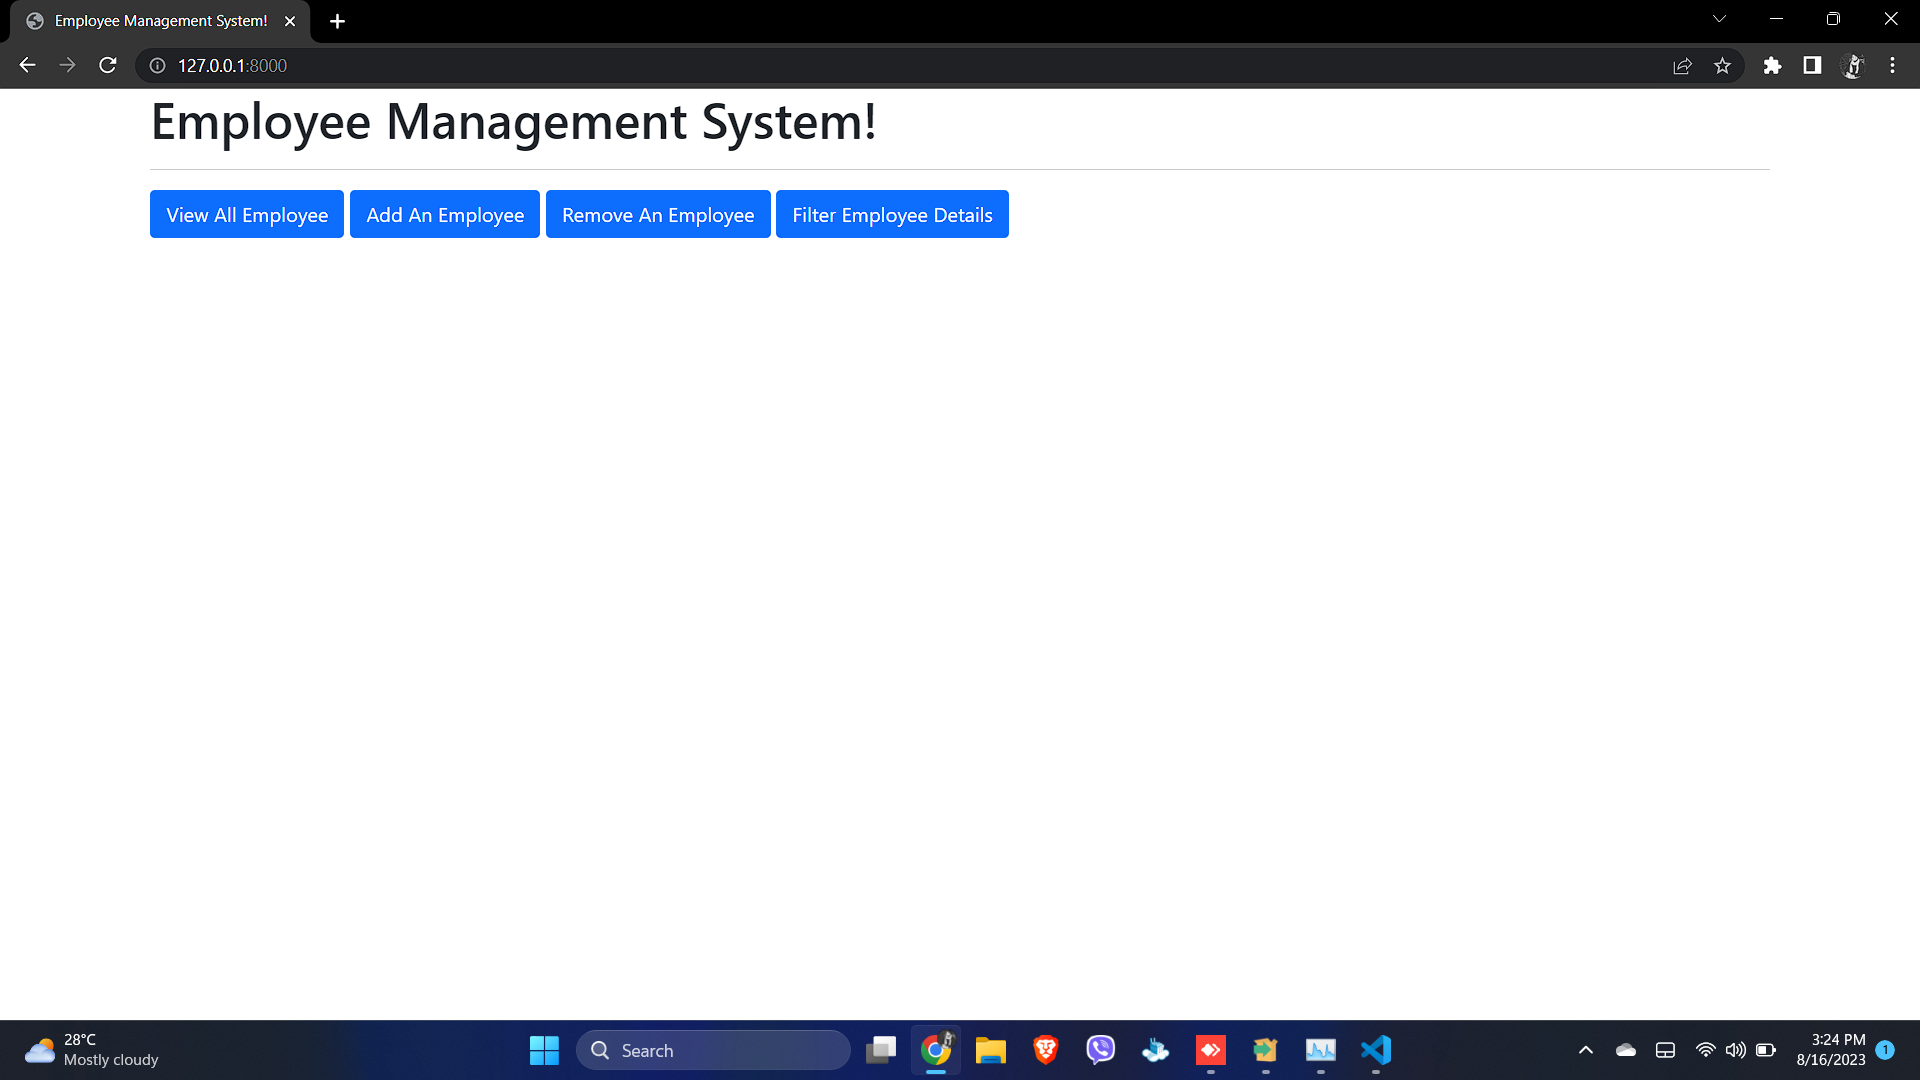 Employee Management System!
127.0.0.1:8000
Employee Management System!
View All Employee Add An Employee Remove An Employee Filter Employee Details
28°C
Mostly cloudy
Search
3:24 PM
8/16/2023
1